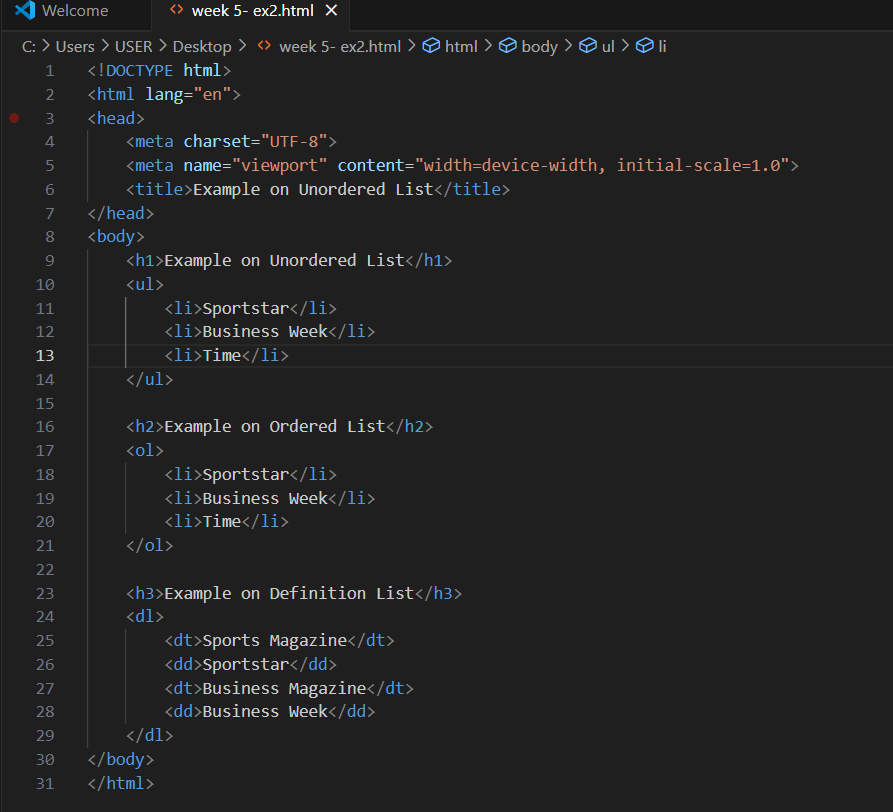 Welcome week 5- ex2.html
C: > Users > USER > Desktop > week 5- ex2.html > html > body > ul > li
1 <!DOCTYPE html>
2 <html lang="en">
3 <head>
4     <meta charset="UTF-8">
5     <meta name="viewport" content="width=device-width, initial-scale=1.0">
6     <title>Example on Unordered List</title>
7 </head>
8 <body>
9     <h1>Example on Unordered List</h1>
10     <ul>
11         <li>Sportstar</li>
12         <li>Business Week</li>
13         <li>Time</li>
14     </ul>
15
16     <h2>Example on Ordered List</h2>
17     <ol>
18         <li>Sportstar</li>
19         <li>Business Week</li>
20         <li>Time</li>
21     </ol>
22
23     <h3>Example on Definition List</h3>
24     <dl>
25         <dt>Sports Magazine</dt>
26         <dd>Sportstar</dd>
27         <dt>Business Magazine</dt>
28         <dd>Business Week</dd>
29     </dl>
30 </body>
31 </html>